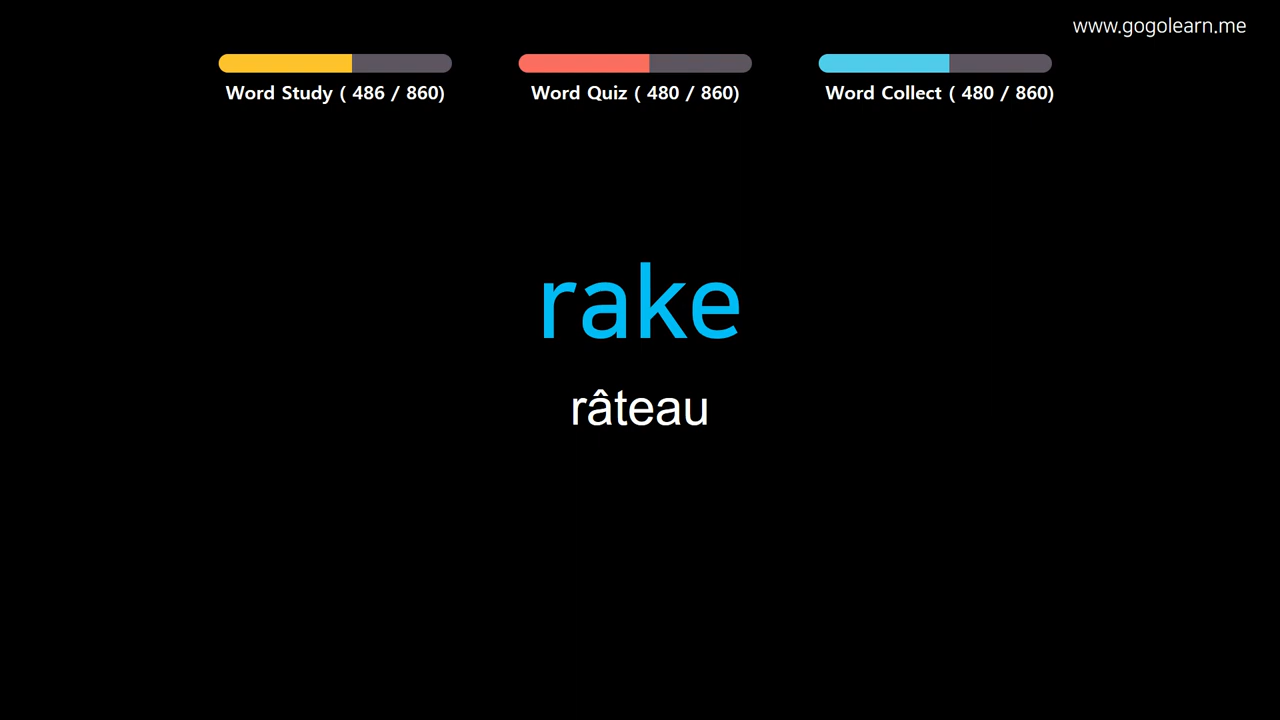 www.gogolearn.me
Word Study ( 486 / 860)
Word Quiz ( 480 / 860)
Word Collect ( 480 / 860)
rake
râteau